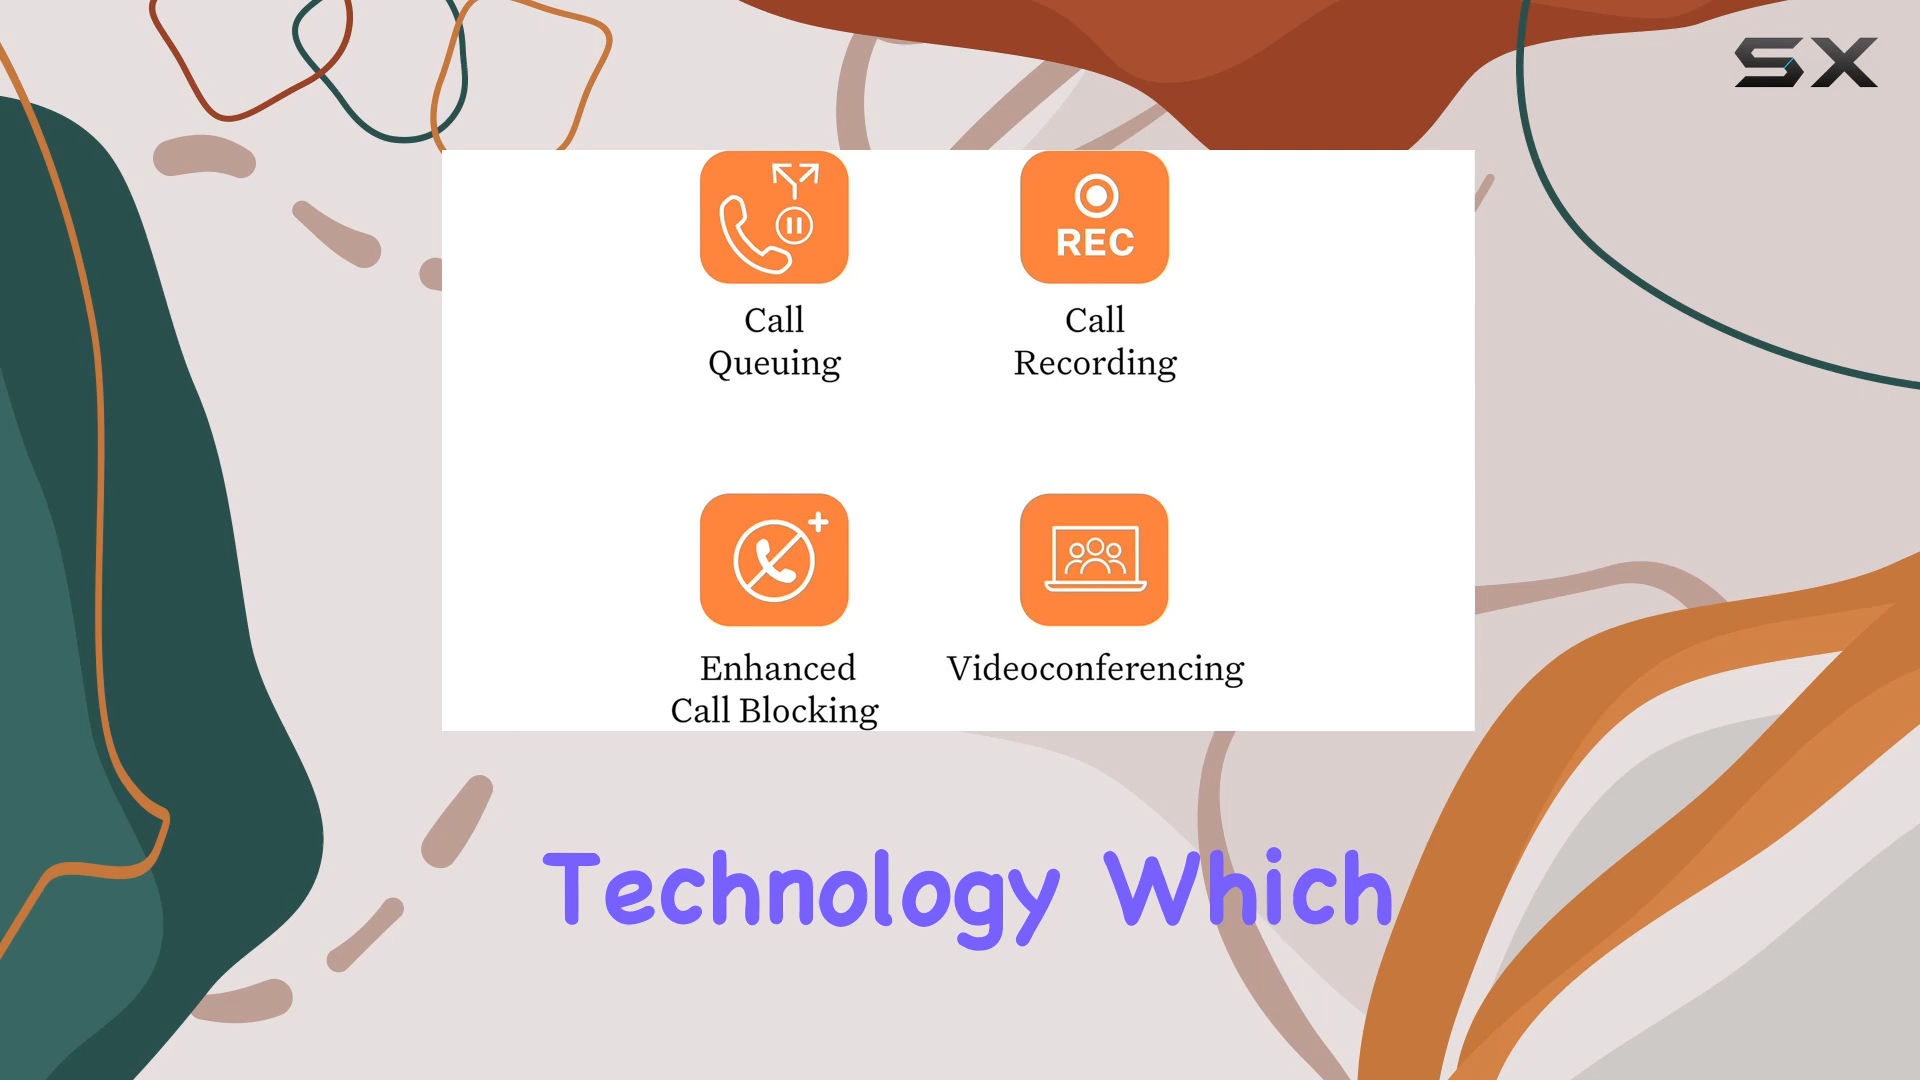 SX
REC
Call
Queuing
Call
Recording
Enhanced
Call Blocking
Videoconferencing
Technology Which